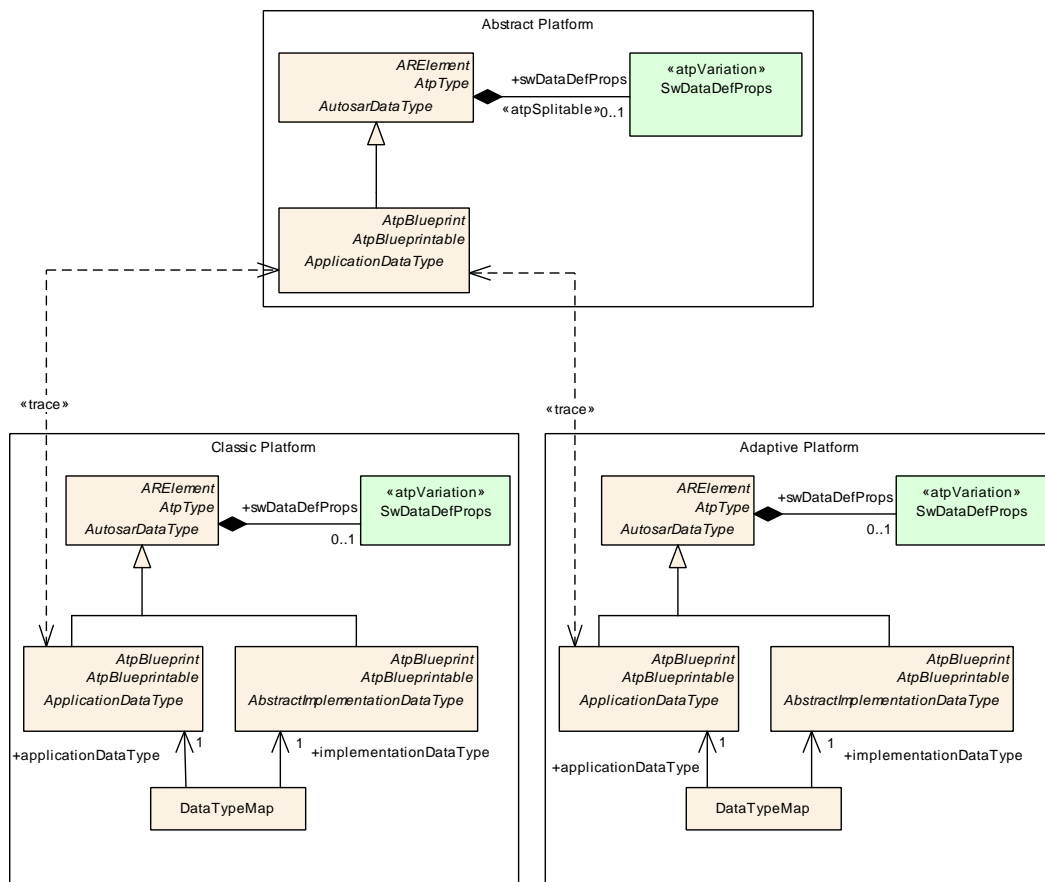 Abstract Platform
ARElement
AtpType
AutosarDataType
+swDataDefProps
«atpSplitable»
0..1
«atpVariation»
SwDataDefProps
AtpBlueprint
AtpBlueprintable
ApplicationDataType
«trace»
«trace»
Classic Platform
ARElement
AtpType
AutosarDataType
+swDataDefProps
0..1
«atpVariation»
SwDataDefProps
AtpBlueprint
AtpBlueprintable
ApplicationDataType
AtpBlueprint
AtpBlueprintable
AbstractImplementationDataType
+applicationDataType
1
1
+implementationDataType
DataTypeMap
Adaptive Platform
ARElement
AtpType
AutosarDataType
+swDataDefProps
0..1
«atpVariation»
SwDataDefProps
AtpBlueprint
AtpBlueprintable
ApplicationDataType
AtpBlueprint
AtpBlueprintable
AbstractImplementationDataType
+applicationDataType
1
1
+implementationDataType
DataTypeMap